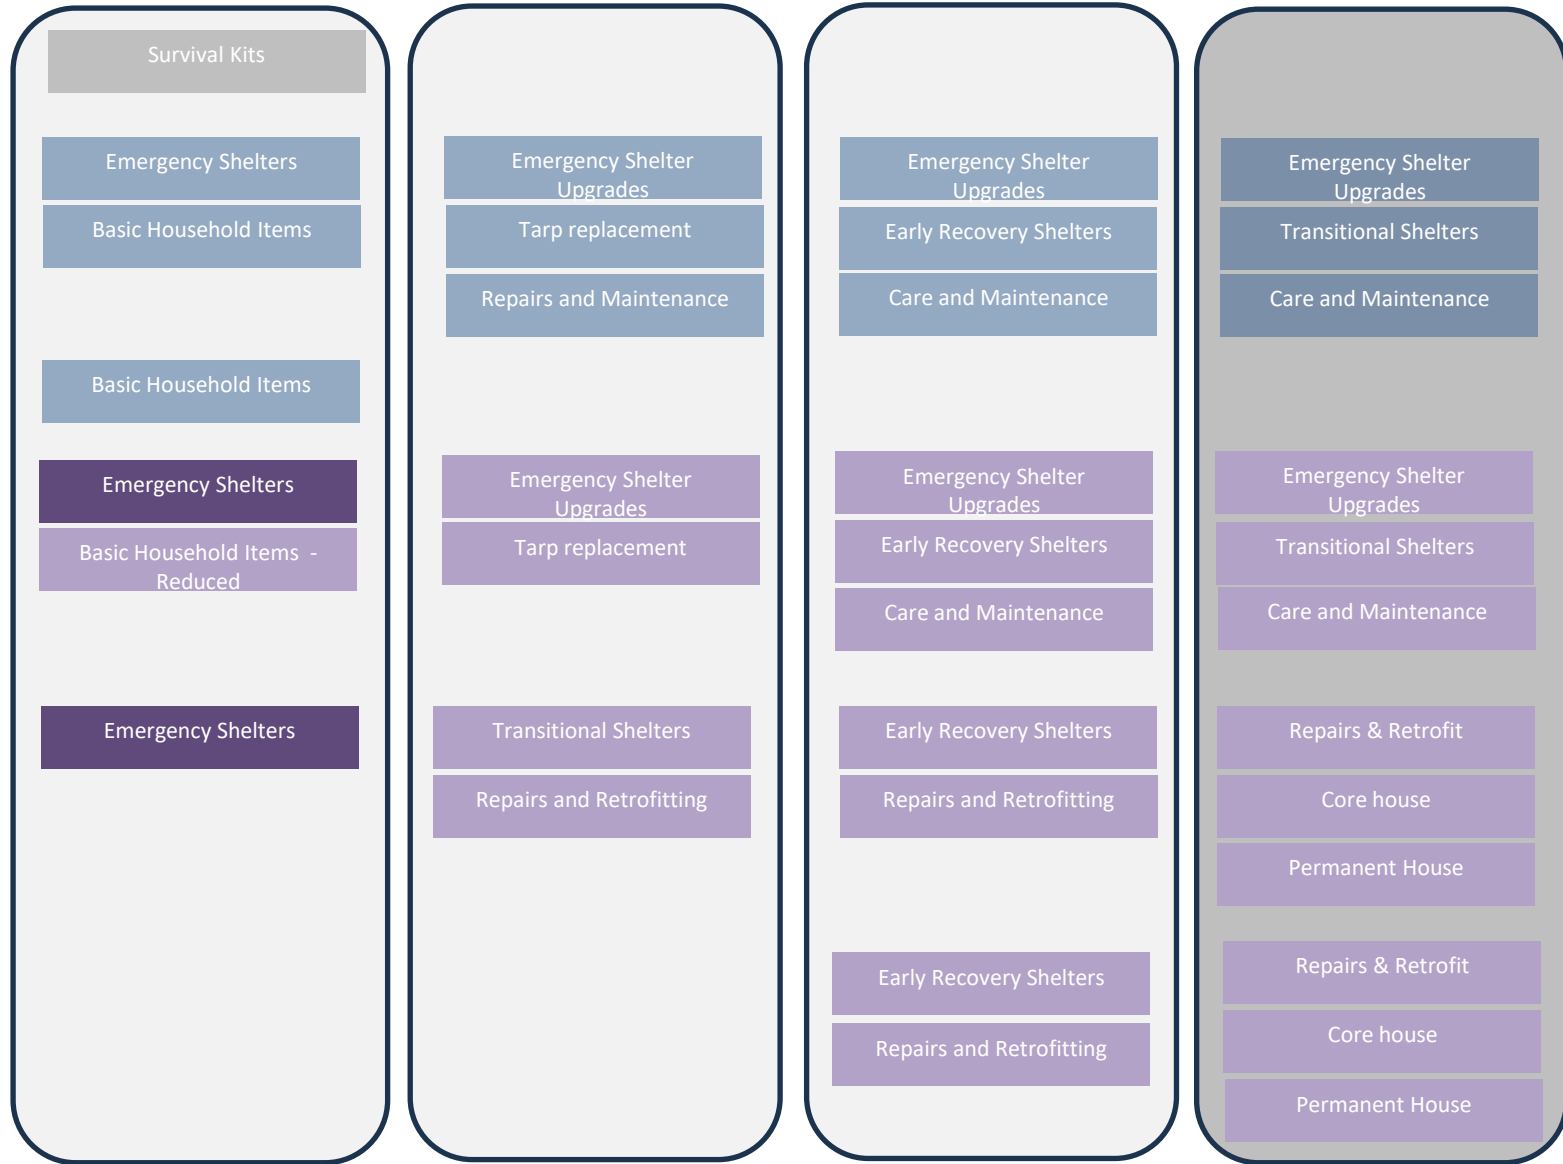 Survival Kits
Emergency Shelters
Basic Household Items
Basic Household Items
Emergency Shelters
Basic Household Items  -
Reduced
Emergency Shelters
Emergency Shelter
Upgrades
Tarp replacement
Repairs and Maintenance
Emergency Shelter
Upgrades
Tarp replacement
Transitional Shelters
Repairs and Retrofitting
Emergency Shelter
Upgrades
Early Recovery Shelters
Care and Maintenance
Emergency Shelter
Upgrades
Early Recovery Shelters
Care and Maintenance
Early Recovery Shelters
Repairs and Retrofitting
Early Recovery Shelters
Repairs and Retrofitting
Emergency Shelter
Upgrades
Transitional Shelters
Care and Maintenance
Emergency Shelter
Upgrades
Transitional Shelters
Care and Maintenance
Repairs & Retrofit
Core house
Permanent House
Repairs & Retrofit
Core house
Permanent House